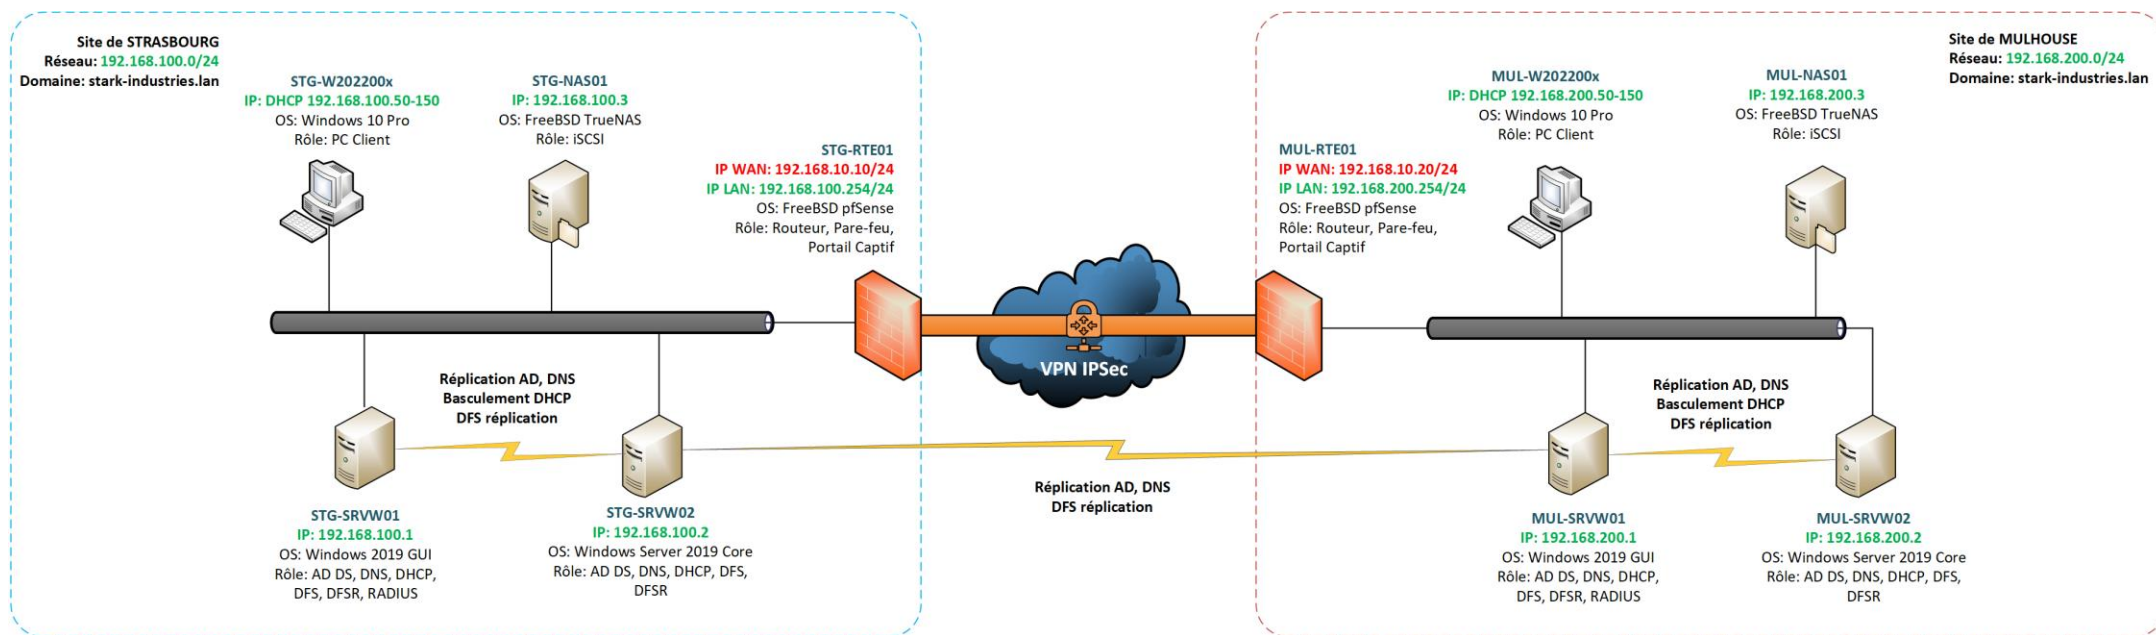 Site de STRASBOURG
Réseau: 192.168.100.0/24
Domaine: stark-industries.lan
STG-W202200x
IP: DHCP 192.168.100.50-150
OS: Windows 10 Pro
Rôle: PC Client
STG-NAS01
IP: 192.168.100.3
OS: FreeBSD TrueNAS
Rôle: iSCSI
STG-RTE01
IP WAN: 192.168.10.10/24
IP LAN: 192.168.100.254/24
OS: FreeBSD pfSense
Rôle: Routeur, Pare-feu,
Portail Captif
Réplication AD, DNS
Basculement DHCP
DFS réplication
STG-SRVW01
IP: 192.168.100.1
OS: Windows 2019 GUI
Rôle: AD DS, DNS, DHCP,
DFS, DFSR, RADIUS
STG-SRVW02
IP: 192.168.100.2
OS: Windows Server 2019 Core
Rôle: AD DS, DNS, DHCP, DFS,
DFSR
VPN IPSec
Réplication AD, DNS
DFS réplication
Site de MULHOUSE
Réseau: 192.168.200.0/24
Domaine: stark-industries.lan
MUL-RTE01
IP WAN: 192.168.10.20/24
IP LAN: 192.168.200.254/24
OS: FreeBSD pfSense
Rôle: Routeur, Pare-feu,
Portail Captif
MUL-W202200x
IP: DHCP 192.168.200.50-150
OS: Windows 10 Pro
Rôle: PC Client
MUL-NAS01
IP: 192.168.200.3
OS: FreeBSD TrueNAS
Rôle: iSCSI
Réplication AD, DNS
Basculement DHCP
DFS réplication
MUL-SRVW01
IP: 192.168.200.1
OS: Windows 2019 GUI
Rôle: AD DS, DNS, DHCP,
DFS, DFSR, RADIUS
MUL-SRVW02
IP: 192.168.200.2
OS: Windows Server 2019 Core
Rôle: AD DS, DNS, DHCP, DFS,
DFSR